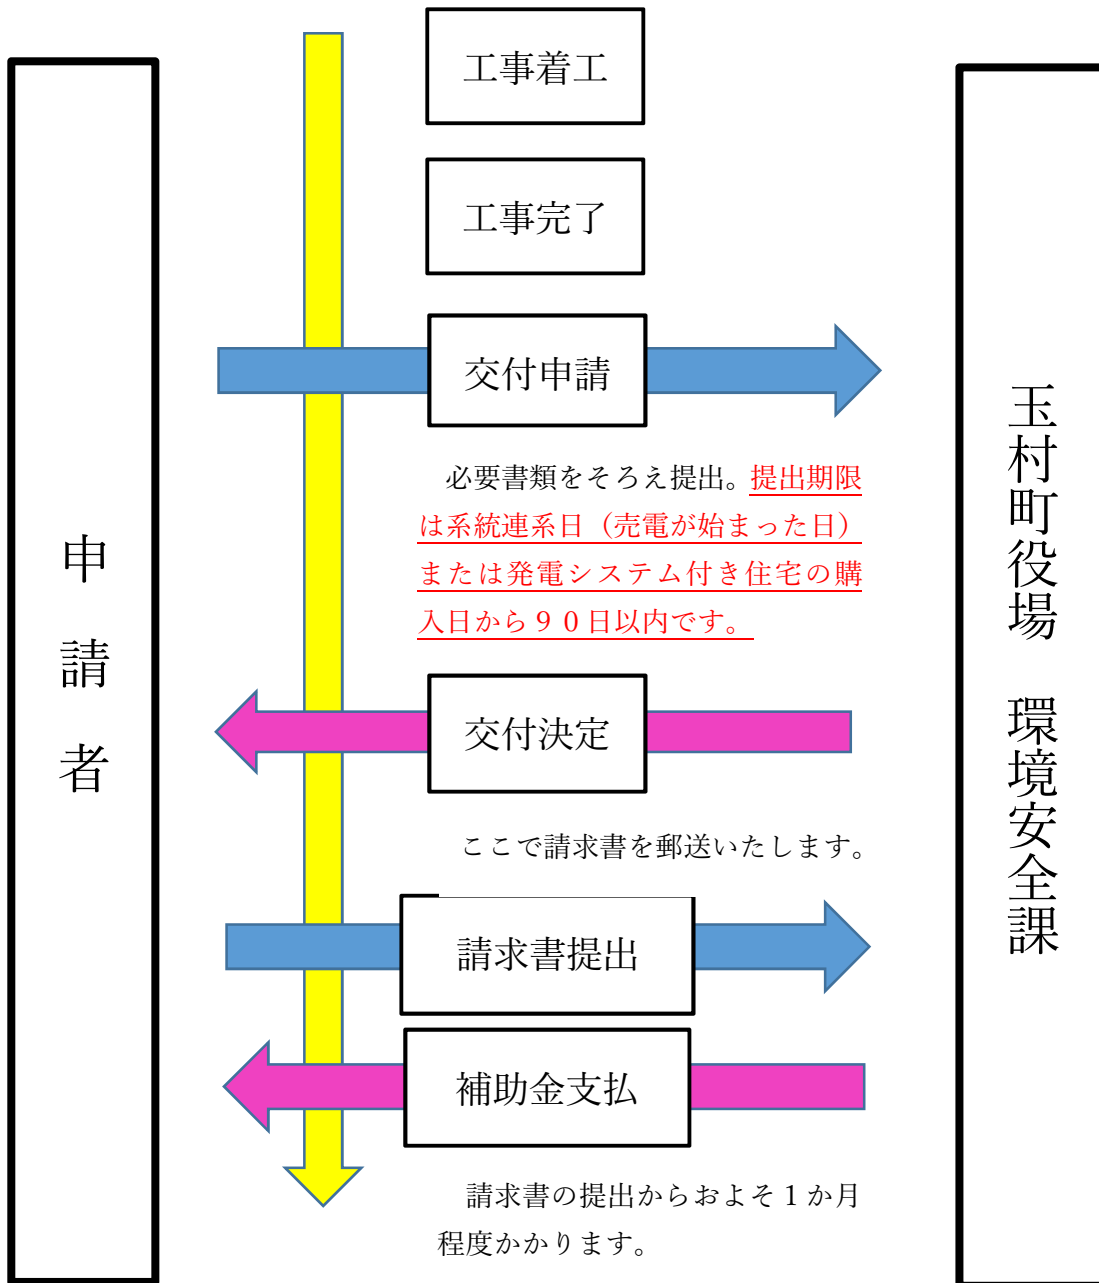 工事着工
工事完了
交付申請
必要書類をそろえ提出。提出期限
は系統連系日（売電が始まった日）
または発電システム付き住宅の購
入日から９０日以内です。
交付決定
ここで請求書を郵送いたします。
請求書提出
補助金支払
請求書の提出からおよそ１か月
程度かかります。
申請者
玉村町役場　環境安全課